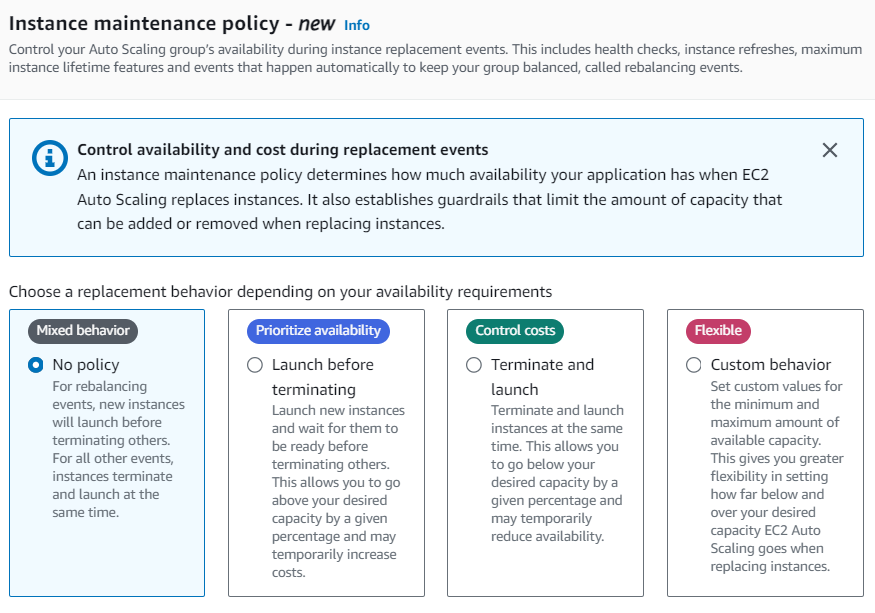 Instance maintenance policy - new Info
Control your Auto Scaling group's availability during instance replacement events. This includes health checks, instance refreshes, maximum
instance lifetime features and events that happen automatically to keep your group balanced, called rebalancing events.
Control availability and cost during replacement events
An instance maintenance policy determines how much availability your application has when EC2
Auto Scaling replaces instances. It also establishes guardrails that limit the amount of capacity that
can be added or removed when replacing instances.
Choose a replacement behavior depending on your availability requirements
Mixed behavior
No policy
For rebalancing
events, new instances
will launch before
terminating others.
For all other events,
instances terminate
and launch at the
same time.
Prioritize availability
Launch before
terminating
Launch new instances
and wait for them to
be ready before
terminating others.
This allows you to go
above your desired
capacity by a given
percentage and may
temporarily increase
costs.
Control costs
Terminate and
launch
Terminate and launch
instances at the same
time. This allows you
to go below your
desired capacity by a
given percentage and
may temporarily
reduce availability.
Flexible
Custom behavior
Set custom values for
the minimum and
maximum amount of
available capacity.
This gives you greater
flexibility in setting
how far below and
over your desired
capacity EC2 Auto
Scaling goes when
replacing instances.